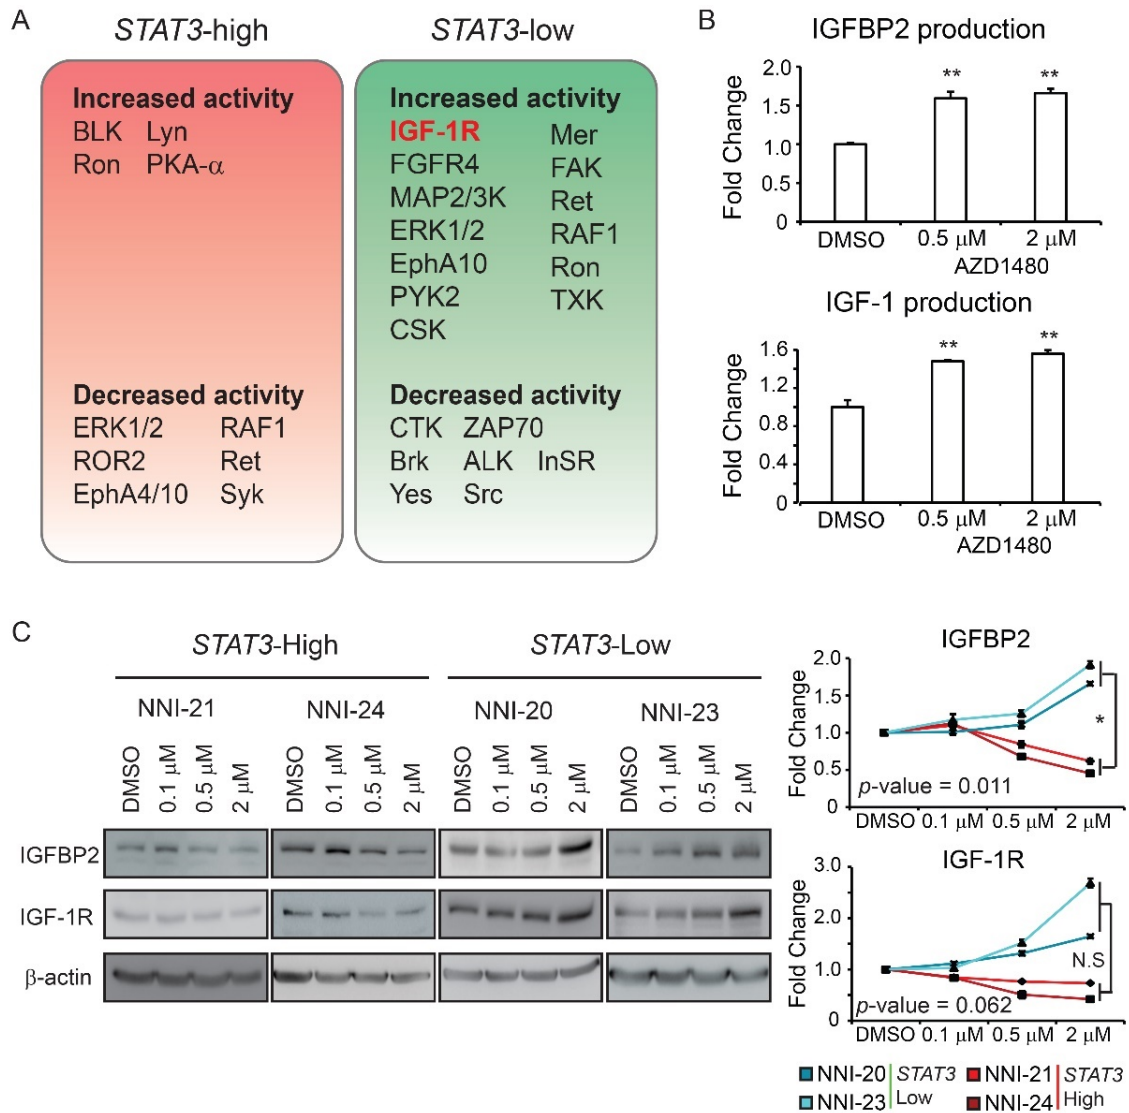 A
STAT3-high
STAT3-low
Increased activity
BLK Lyn
Ron PKA-α
Decreased activity
ERK1/2 RAF1
ROR2 Ret
EphA4/10 Syk
Increased activity
IGF-1R Mer
FGFR4 FAK
MAP2/3K Ret
ERK1/2 RAF1
EphA10 Ron
PYK2 TXK
CSK
Decreased activity
CTK ZAP70
Brk ALK InSR
Yes Src
B
IGFBP2 production
Fold Change
2.0
1.5
1.0
0.5
0
** **
DMSO 0.5 μM 2 μM
AZD1480
IGF-1 production
Fold Change
1.6
1.2
0.8
0.4
0
** **
DMSO 0.5 μM 2 μM
AZD1480
C
STAT3-High STAT3-Low
NNI-21 NNI-24 NNI-20 NNI-23
DMSO 0.1 μM 0.5 μM 2 μM DMSO 0.1 μM 0.5 μM 2 μM DMSO 0.1 μM 0.5 μM 2 μM DMSO 0.1 μM 0.5 μM 2 μM
IGFBP2
IGF-1R
β-actin
IGFBP2
Fold Change
2.0
1.5
1.0
0.5
0
*
p-value = 0.011
DMSO 0.1 μM 0.5 μM 2 μM
IGF-1R
Fold Change
3.0
2.0
1.0
0
N.S
p-value = 0.062
DMSO 0.1 μM 0.5 μM 2 μM
NNI-20 STAT3 NNI-21 STAT3
NNI-23 Low NNI-24 High